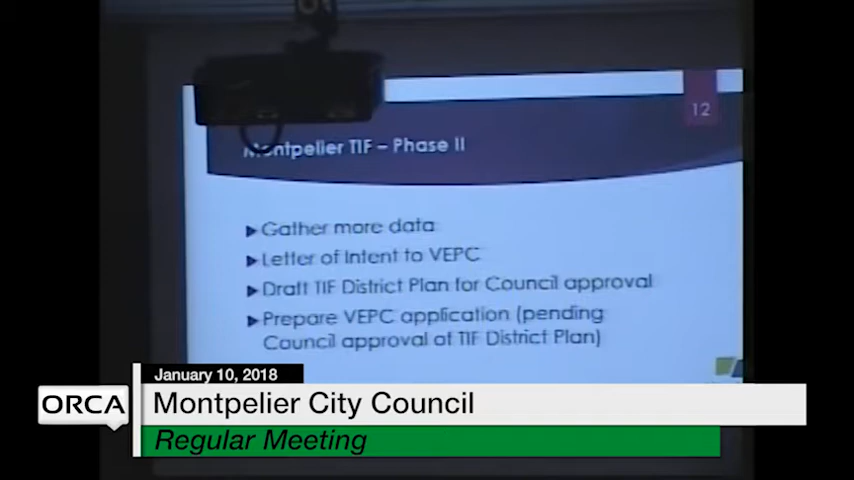 12
Montpelier TIF – Phase II
Gather more data
Letter of Intent to VEPC
Draft TIF District Plan for Council approval
Prepare VEPC application (pending
Council approval of TIF District Plan)
January 10, 2018
ORCA
Montpelier City Council
Regular Meeting